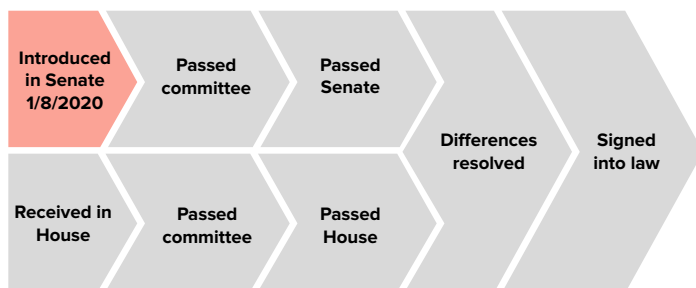 Introduced
in Senate
1/8/2020
Passed
committee
Passed
Senate
Differences
resolved
Signed
into law
Received in
House
Passed
committee
Passed
House